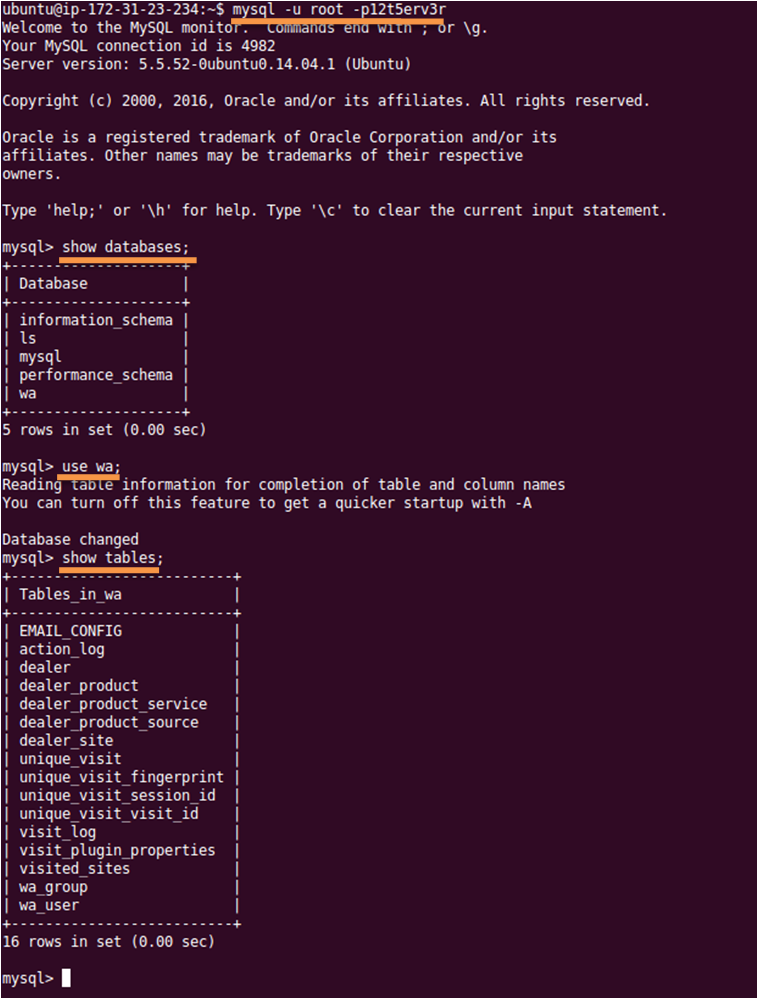 ubuntu@ip-172-31-23-234:~$ mysql -u root -p12t5erv3r
Welcome to the MySQL monitor.  Commands end with ; or \g.
Your MySQL connection id is 4982
Server version: 5.5.52-0ubuntu0.14.04.1 (Ubuntu)

Copyright (c) 2000, 2016, Oracle and/or its affiliates. All rights reserved.

Oracle is a registered trademark of Oracle Corporation and/or its
affiliates. Other names may be trademarks of their respective
owners.

Type 'help;' or '\h' for help. Type '\c' to clear the current input statement.

mysql> show databases;
+--------------------+
| Database           |
+--------------------+
| information_schema |
| ls                 |
| mysql              |
| performance_schema |
| wa                 |
+--------------------+
5 rows in set (0.00 sec)

mysql> use wa;
Reading table information for completion of table and column names
You can turn off this feature to get a quicker startup with -A

Database changed
mysql> show tables;
+--------------------------+
| Tables_in_wa             |
+--------------------------+
| EMAIL_CONFIG             |
| action_log               |
| dealer                   |
| dealer_product           |
| dealer_product_service   |
| dealer_product_source    |
| dealer_site              |
| unique_visit             |
| unique_visit_fingerprint |
| unique_visit_session_id  |
| unique_visit_visit_id    |
| visit_log                |
| visit_plugin_properties  |
| visited_sites            |
| wa_group                 |
| wa_user                  |
+--------------------------+
16 rows in set (0.00 sec)

mysql>